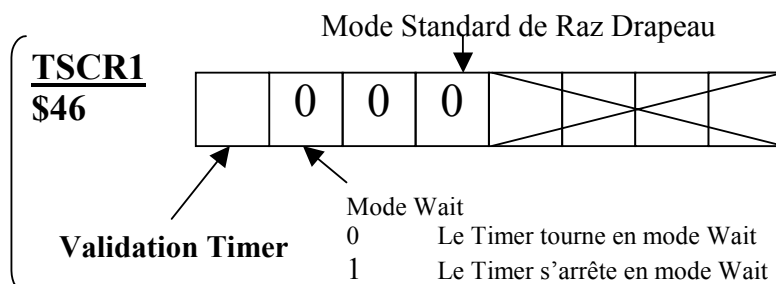 Mode Standard de Raz Drapeau
TSCR1
$46
0 0 0
Mode Wait
0 Le Timer tourne en mode Wait
Validation Timer
1 Le Timer s’arrête en mode Wait